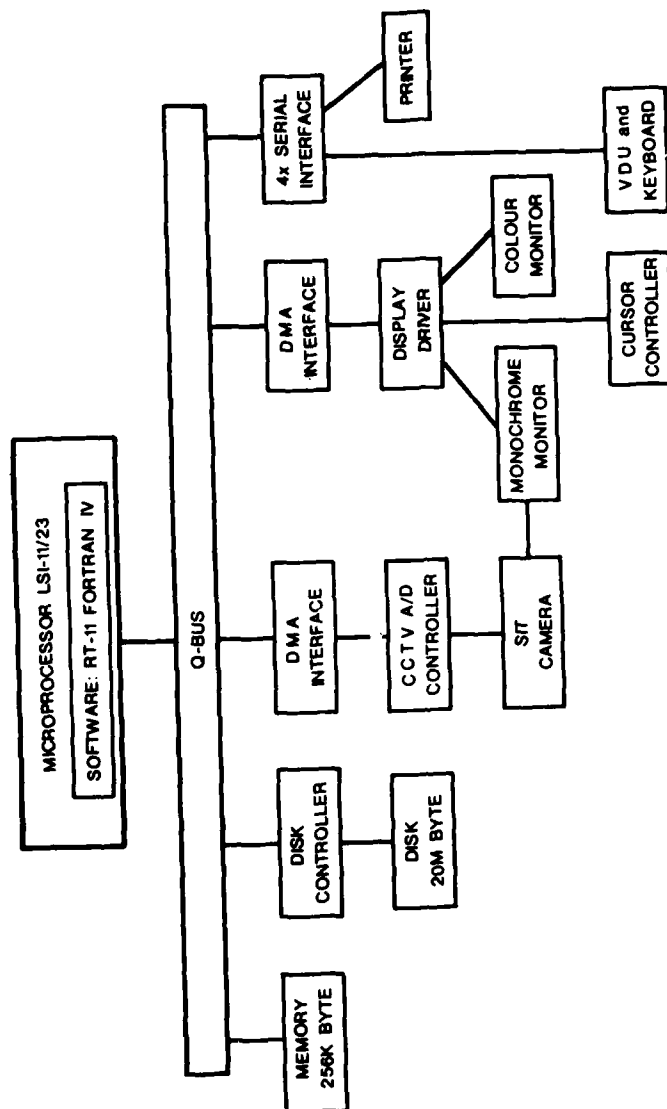 MICROPROCESSOR LSI-11/23
SOFTWARE: RT-11 FORTRAN IV
Q-BUS
MEMORY
256K BYTE
DISK
CONTROLLER
DMA
INTERFACE
DMA
INTERFACE
4x SERIAL
INTERFACE
DISK
20M BYTE
CCTV A/D
CONTROLLER
DISPLAY
DRIVER
PRINTER
SIT
CAMERA
MONOCHROME
MONITOR
COLOUR
MONITOR
CURSOR
CONTROLLER
VDU and
KEYBOARD